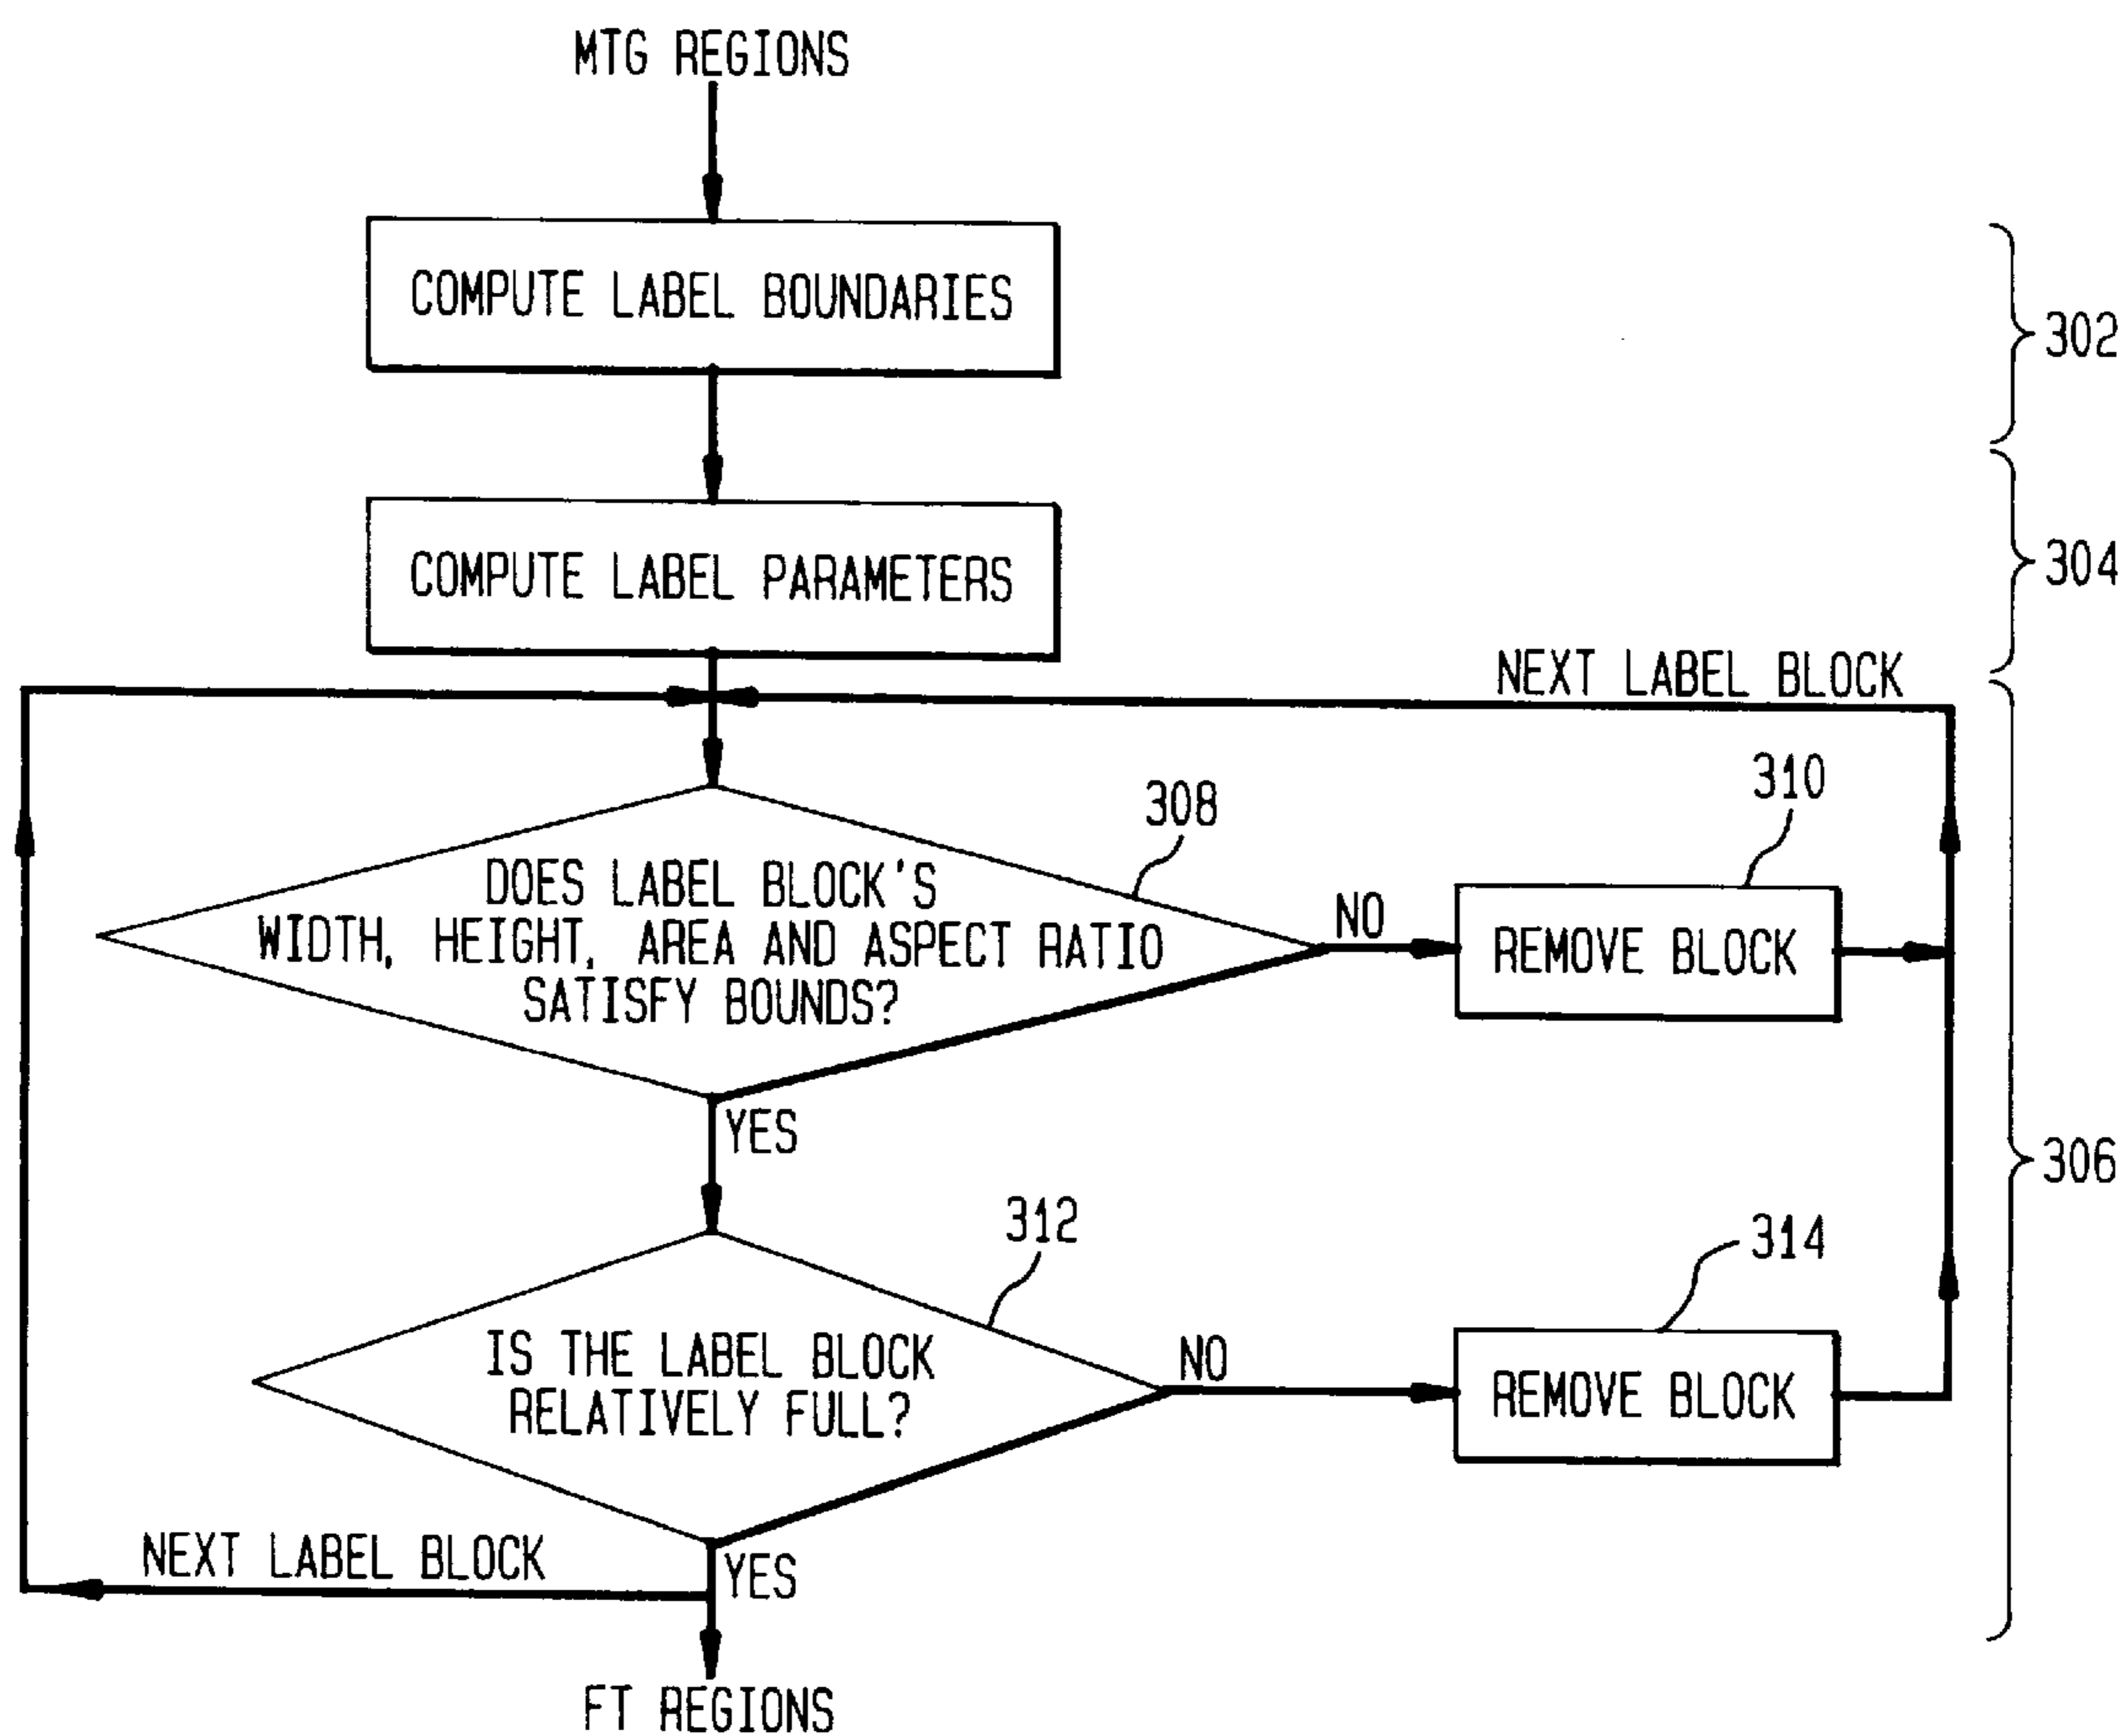 MTG REGIONS
COMPUTE LABEL BOUNDARIES
302
COMPUTE LABEL PARAMETERS
304
NEXT LABEL BLOCK
308
310
DOES LABEL BLOCK'S
WIDTH, HEIGHT, AREA AND ASPECT RATIO
SATISFY BOUNDS?
NO
REMOVE BLOCK
YES
306
312
314
IS THE LABEL BLOCK
RELATIVELY FULL?
NO
REMOVE BLOCK
NEXT LABEL BLOCK
YES
FT REGIONS